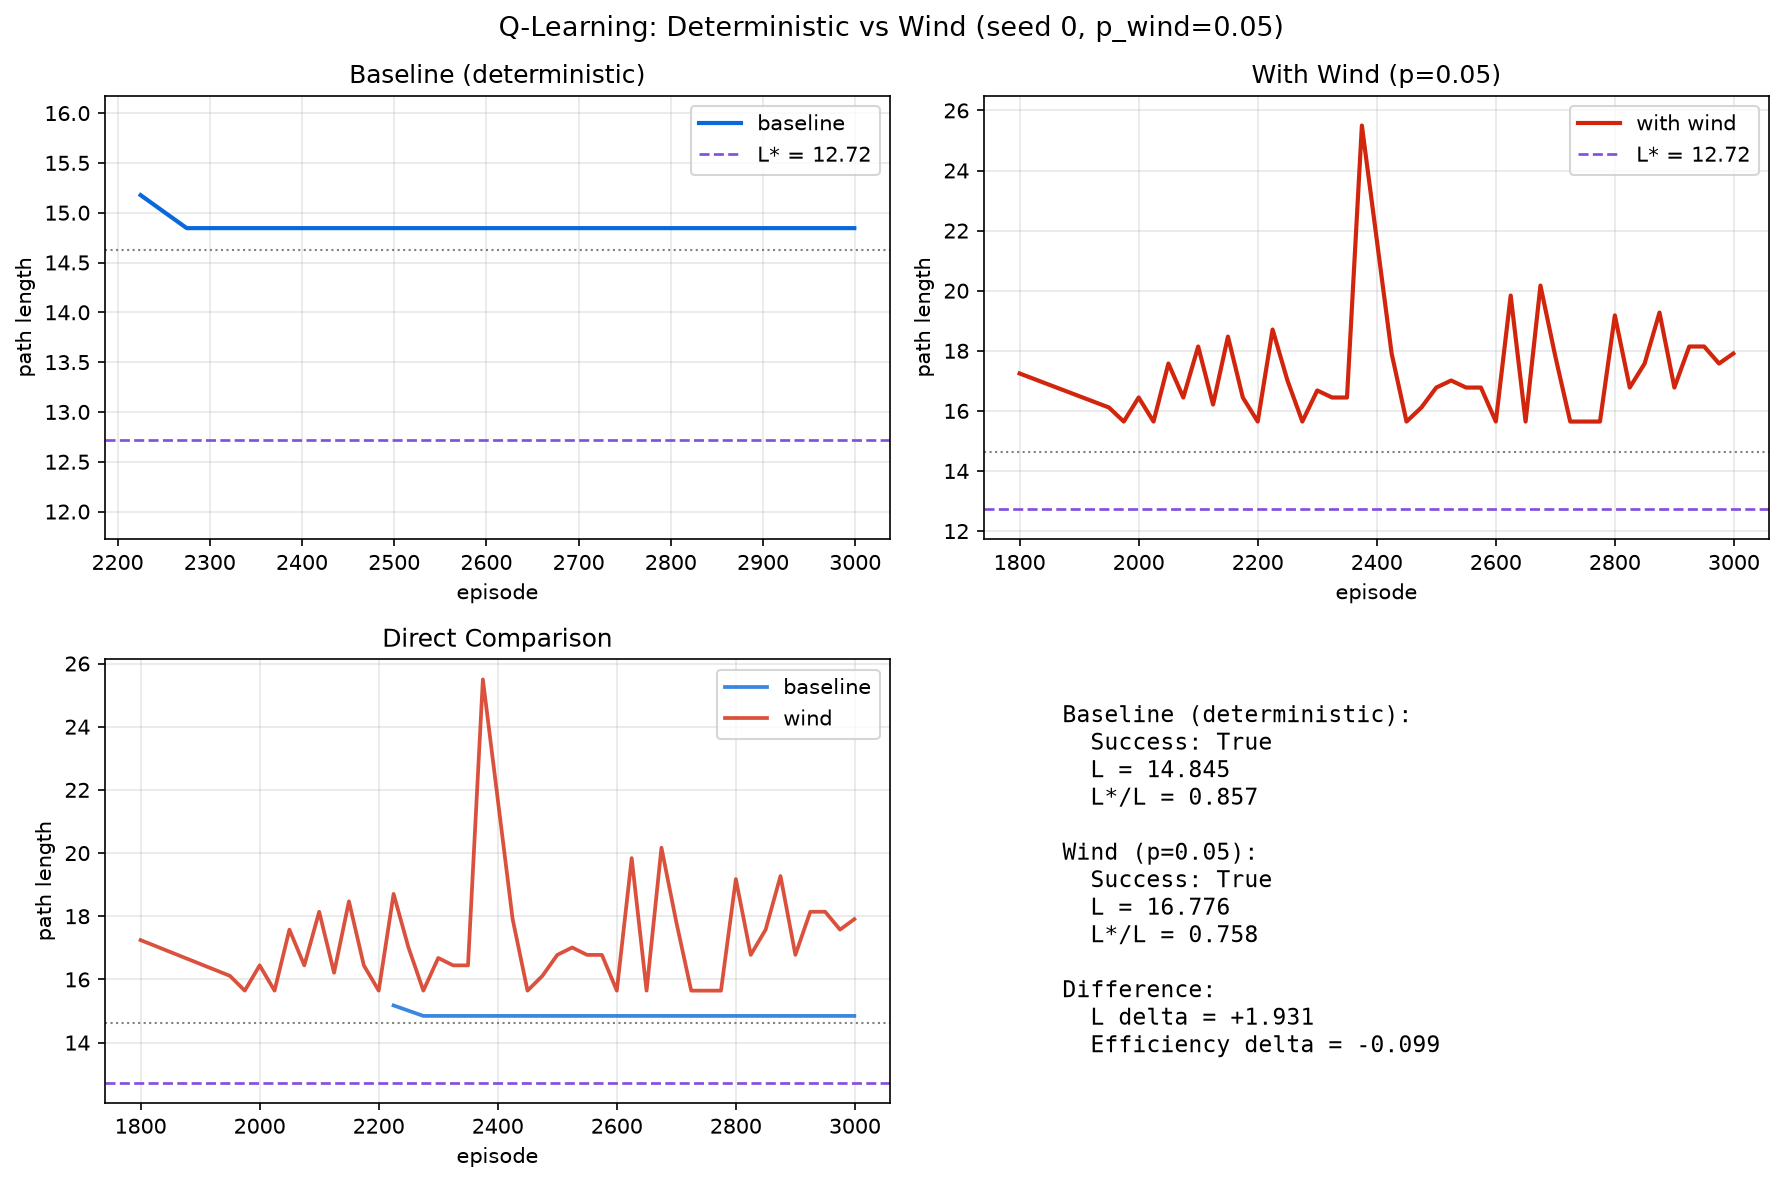 Q-Learning: Deterministic vs Wind (seed 0, p_wind=0.05)
Baseline (deterministic)
16.0
15.5
15.0
14.5
14.0
13.5
13.0
12.5
12.0
path length
baseline
L* = 12.72
2200 2300 2400 2500 2600 2700 2800 2900 3000
episode
With Wind (p=0.05)
26
24
22
20
18
16
14
12
path length
with wind
L* = 12.72
1800 2000 2200 2400 2600 2800 3000
episode
Direct Comparison
26
24
22
20
18
16
14
path length
baseline
wind
1800 2000 2200 2400 2600 2800 3000
episode
Baseline (deterministic):
Success: True
L = 14.845
L*/L = 0.857
Wind (p=0.05):
Success: True
L = 16.776
L*/L = 0.758
Difference:
L delta = +1.931
Efficiency delta = -0.099